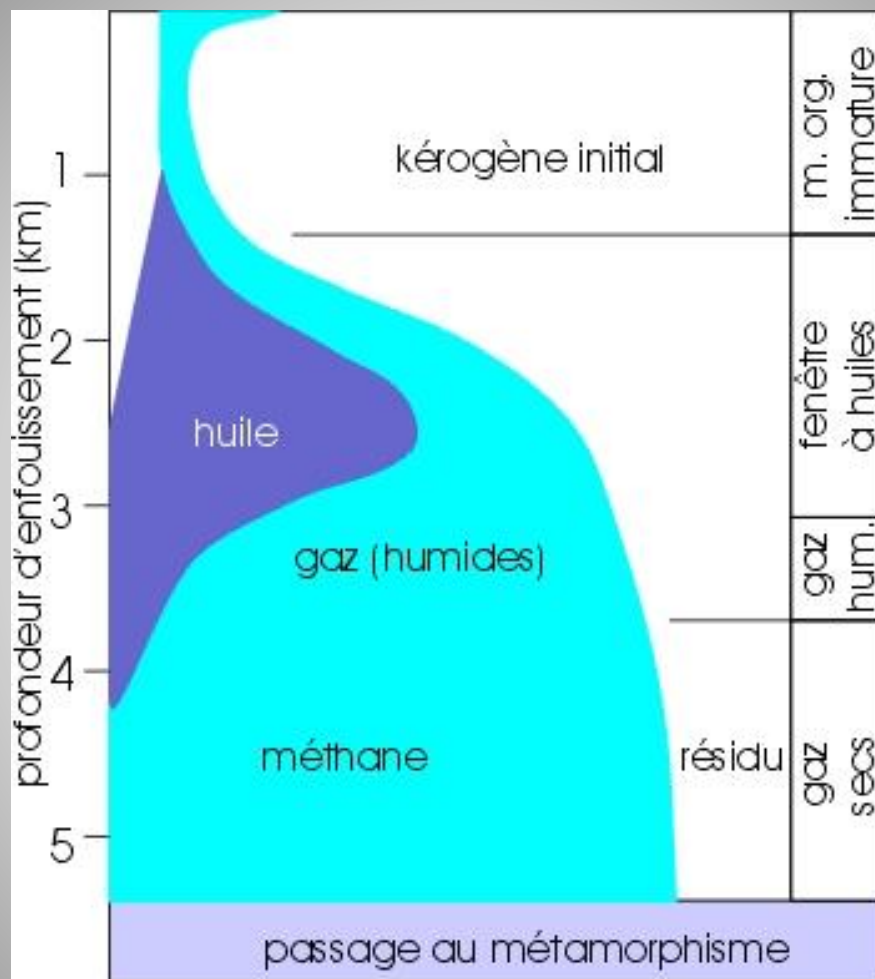 profondeur d'enfouissement (km)
1
2
3
4
5
kérogène initial
huile
gaz (humides)
méthane
résidu
m. org.
immature
fenêtre
à huiles
gaz
hum.
gaz
secs
passage au métamorphisme